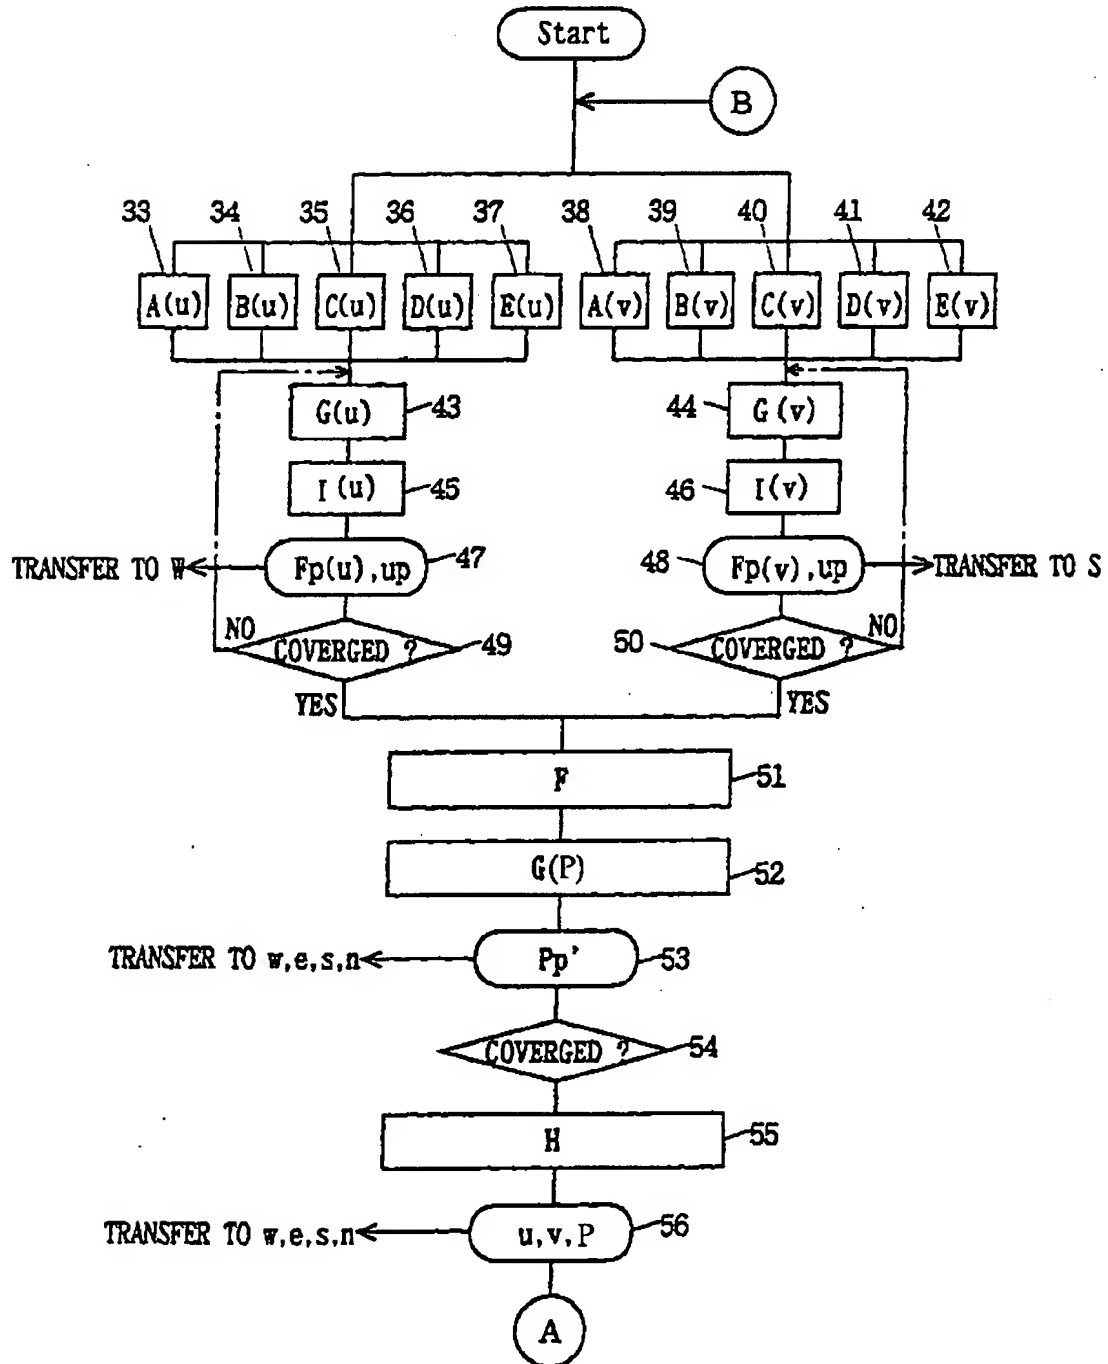 Start
B
33 34 35 36 37 38 39 40 41 42
A(u) B(u) C(u) D(u) E(u) A(v) B(v) C(v) D(v) E(v)
G(u) 43 44 G(v)
I(u) 45 46 I(v)
TRANSFER TO W Fp(u),up 47 48 Fp(v),up TRANSFER TO S
NO COVERGED ? 49 50 COVERGED ? NO
YES YES
F 51
G(P) 52
TRANSFER TO w,e,s,n Pp' 53
COVERGED ? 54
H 55
TRANSFER TO w,e,s,n u,v,P 56
A